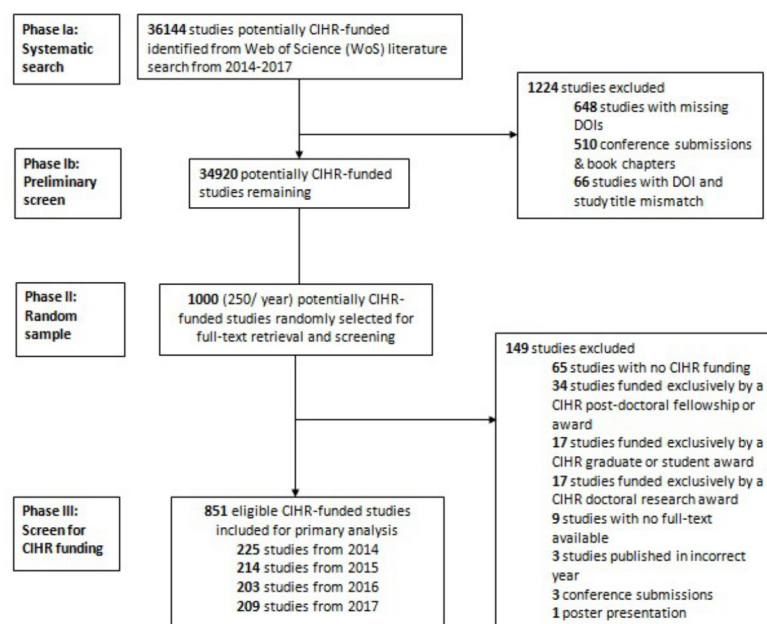 Phase Ia:
Systematic
search
36144 studies potentially CIHR-funded
identified from Web of Science (WoS) literature
search from 2014-2017
1224 studies excluded
648 studies with missing
DOIs
510 conference submissions
& book chapters
66 studies with DOI and
study title mismatch
Phase Ib:
Preliminary
screen
34920 potentially CIHR-funded
studies remaining
Phase II:
Random
sample
1000 (250/ year) potentially CIHR-
funded studies randomly selected for
full-text retrieval and screening
149 studies excluded
65 studies with no CIHR funding
34 studies funded exclusively by a
CIHR post-doctoral fellowship or
award
17 studies funded exclusively by a
CIHR graduate or student award
17 studies funded exclusively by a
CIHR doctoral research award
9 studies with no full-text
available
3 studies published in incorrect
year
3 conference submissions
1 poster presentation
Phase III:
Screen for
CIHR funding
851 eligible CIHR-funded studies
included for primary analysis
225 studies from 2014
214 studies from 2015
203 studies from 2016
209 studies from 2017